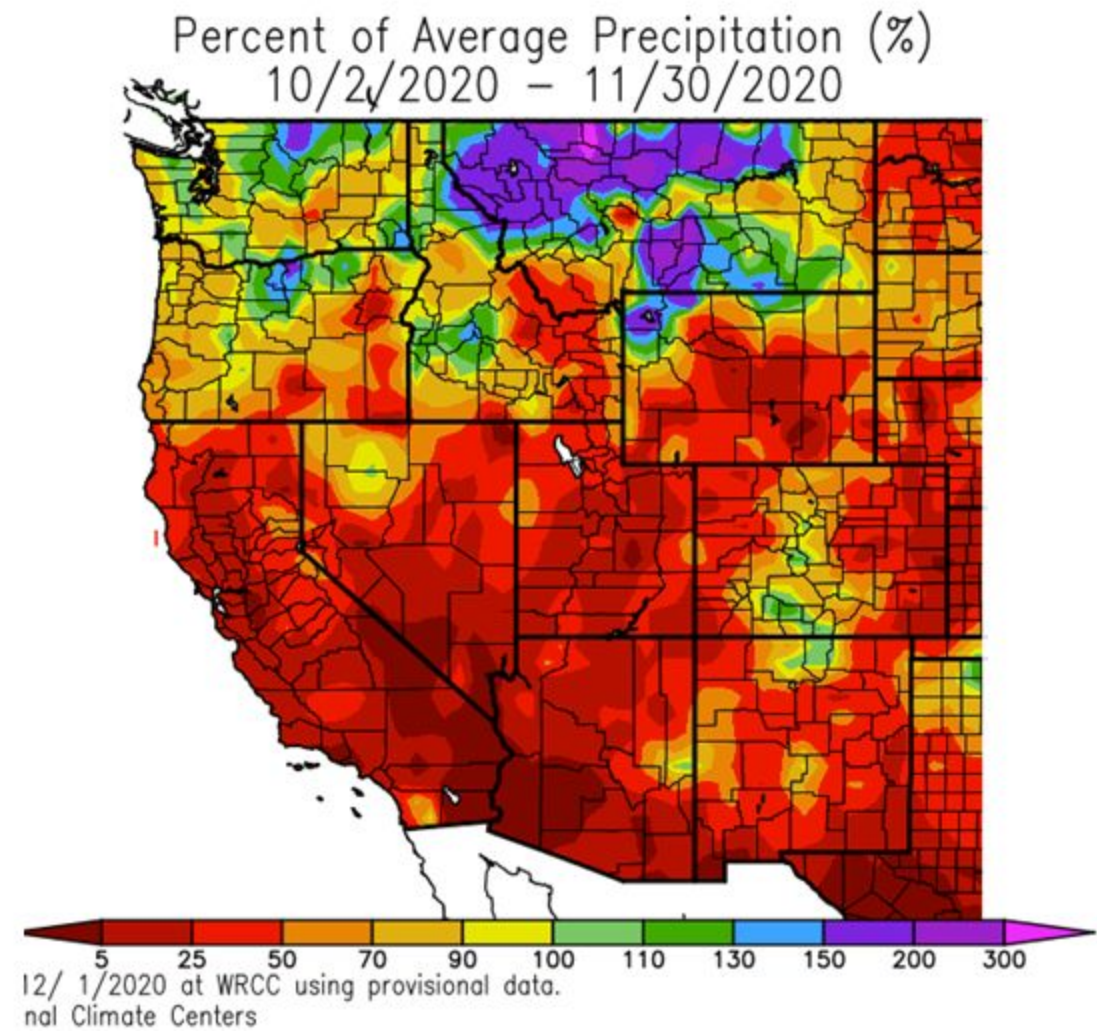 Percent of Average Precipitation (%)
10/2/2020 – 11/30/2020
5 25 50 70 90 100 110 130 150 200 300
12/ 1/2020 at WRCC using provisional data.
nal Climate Centers